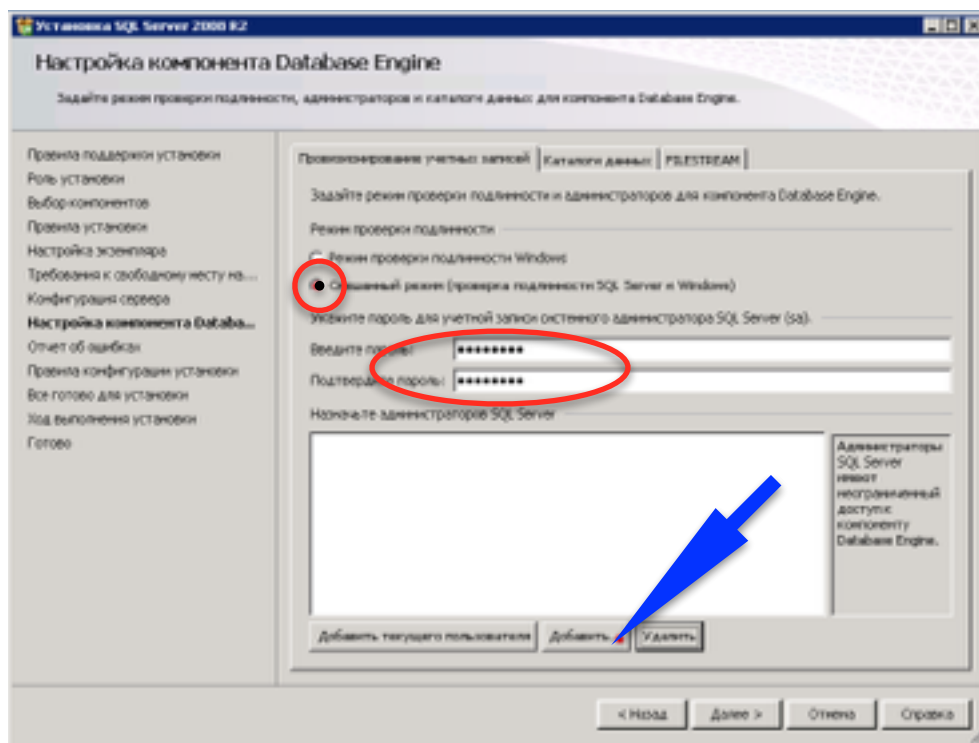 Установка SQL Server 2008 R2
Настройка компонента Database Engine
Задайте режим проверки подлинности, администраторов и каталоги данных для компонента Database Engine.
Правила поддержки установки
Роль установки
Выбор компонентов
Правила установки
Настройка экземпляра
Требования к свободному месту на...
Конфигурация сервера
Настройка компонента Databa...
Отчет об ошибках
Правила конфигурации установки
Все готово для установки
Ход выполнения установки
Готово
Провизионирование учетных записей
Каталоги данных
FILESTREAM
Задайте режим проверки подлинности и администраторов для компонента Database Engine.
Режим проверки подлинности
Режим проверки подлинности Windows
Смешанный режим (проверка подлинности SQL Server и Windows)
Укажите пароль для учетной записи системного администратора SQL Server (sa).
Введите пароль:
Подтвердите пароль:
Назначьте администраторов SQL Server
Администраторы
SQL Server
имеют
неограниченный
доступ к
компоненту
Database Engine.
Добавить текущего пользователя
Добавить
Удалить
< Назад
Далее >
Отмена
Справка